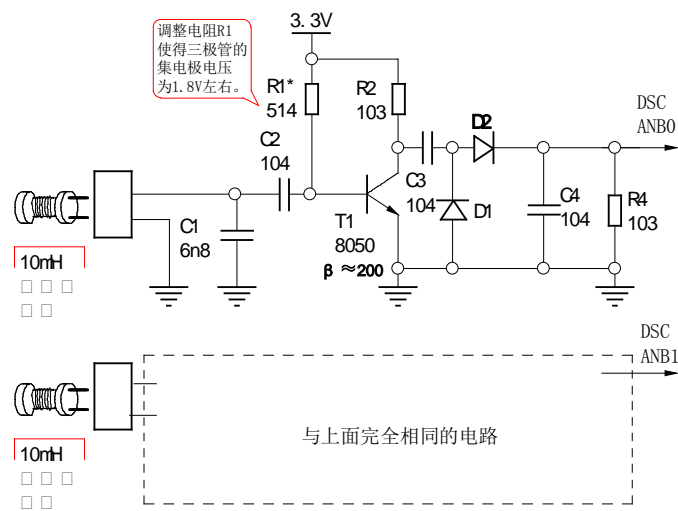 3.3V
调整电阻R1
使得三极管的
集电极电压
为1.8V左右。
R1*
514
R2
103
DSC
ANB0
D2
C2
104
C3
104
D1
C4
104
R4
103
C1
6n8
T1
8050
β ≈200
10mH
□ □ □
□ □
DSC
ANB1
与上面完全相同的电路
10mH
□ □ □
□ □